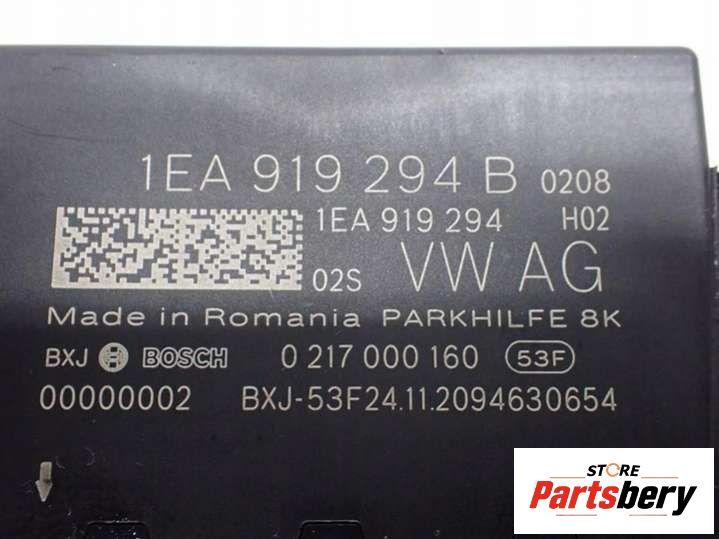 1EA 919 294 B 0208
1EA 919 294 H02
02S VW AG
Made in Romania PARKHILFE 8K
BXJ BOSCH 0 217 000 160 53F
00000002 BXJ-53F24.11.2094630654
STORE
Partsbery